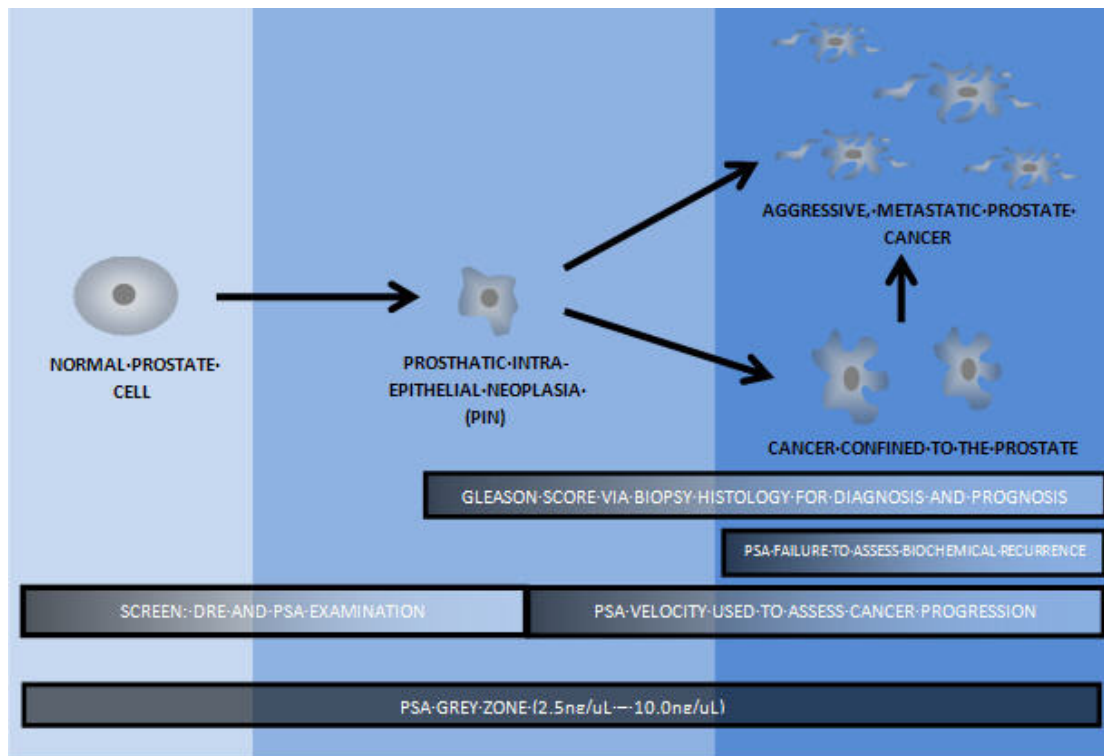 AGGRESSIVE,·METASTATIC·PROSTATE·
CANCER
NORMAL·PROSTATE·
CELL
PROSTHATIC·INTRA-
EPITHELIAL·NEOPLASIA·
(PIN)
CANCER·CONFINED·TO·THE·PROSTATE
GLEASON·SCORE·VIA·BIOPSY·HISTOLOGY·FOR·DIAGNOSIS·AND·PROGNOSIS
PSA·FAILURE·TO·ASSESS·BIOCHEMICAL·RECURRENCE
SCREEN:·DRE·AND·PSA·EXAMINATION
PSA·VELOCITY·USED·TO·ASSESS·CANCER·PROGRESSION
PSA·GREY·ZONE·(2.5ng/uL·–·10.0ng/uL)